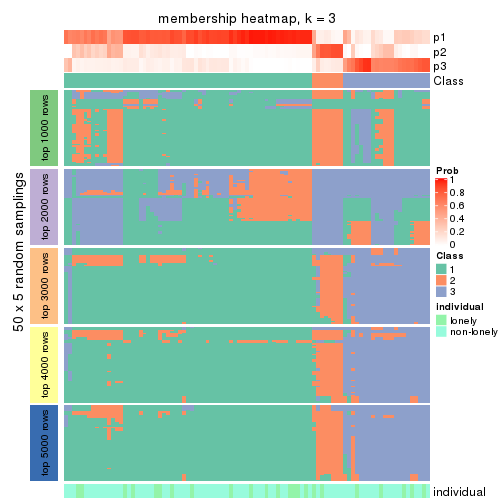 membership heatmap, k = 3
p1
p2
p3
Class
50 x 5 random samplings
top 1000 rows
top 2000 rows
top 3000 rows
top 4000 rows
top 5000 rows
Prob
1
0.8
0.6
0.4
0.2
0
Class
1
2
3
individual
lonely
non-lonely
individual